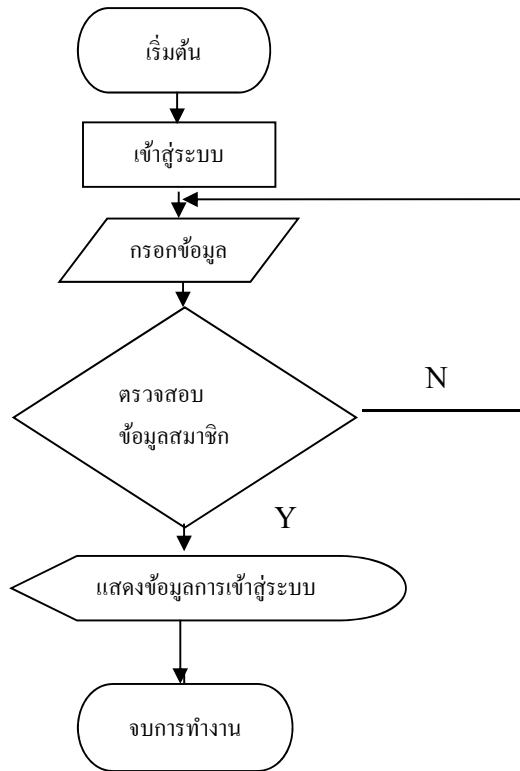 เริ่มต้น
เข้าสู่ระบบ
กรอกข้อมูล
ตรวจสอบ
ข้อมูลสมาชิก
N
Y
แสดงข้อมูลการเข้าสู่ระบบ
จบการทำงาน